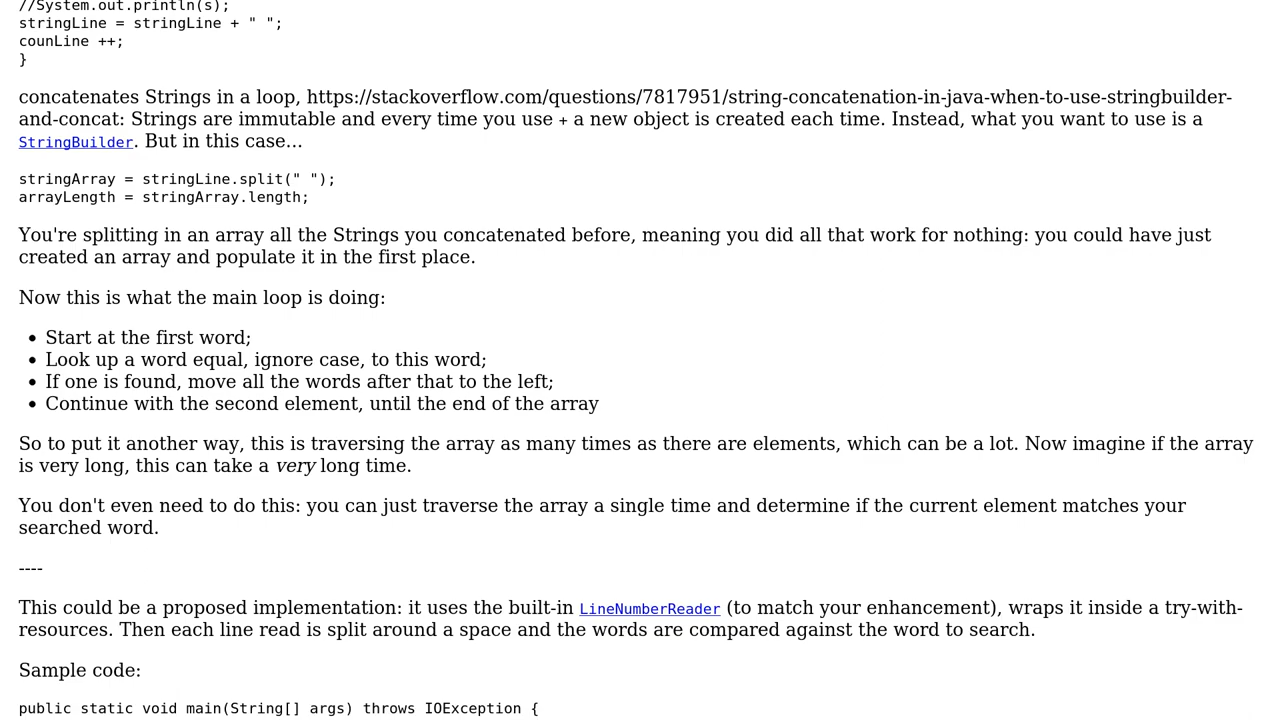 //System.out.println(s);
stringLine = stringLine + " ";
counLine ++;
}
concatenates Strings in a loop, https://stackoverflow.com/questions/7817951/string-concatenation-in-java-when-to-use-stringbuilder-
and-concat: Strings are immutable and every time you use + a new object is created each time. Instead, what you want to use is a
StringBuilder. But in this case...
stringArray = stringLine.split(" ");
arrayLength = stringArray.length;
You're splitting in an array all the Strings you concatenated before, meaning you did all that work for nothing: you could have just
created an array and populate it in the first place.
Now this is what the main loop is doing:
• Start at the first word;
• Look up a word equal, ignore case, to this word;
• If one is found, move all the words after that to the left;
• Continue with the second element, until the end of the array
So to put it another way, this is traversing the array as many times as there are elements, which can be a lot. Now imagine if the array
is very long, this can take a very long time.
You don't even need to do this: you can just traverse the array a single time and determine if the current element matches your
searched word.
----
This could be a proposed implementation: it uses the built-in LineNumberReader (to match your enhancement), wraps it inside a try-with-
resources. Then each line read is split around a space and the words are compared against the word to search.
Sample code:
public static void main(String[] args) throws IOException {